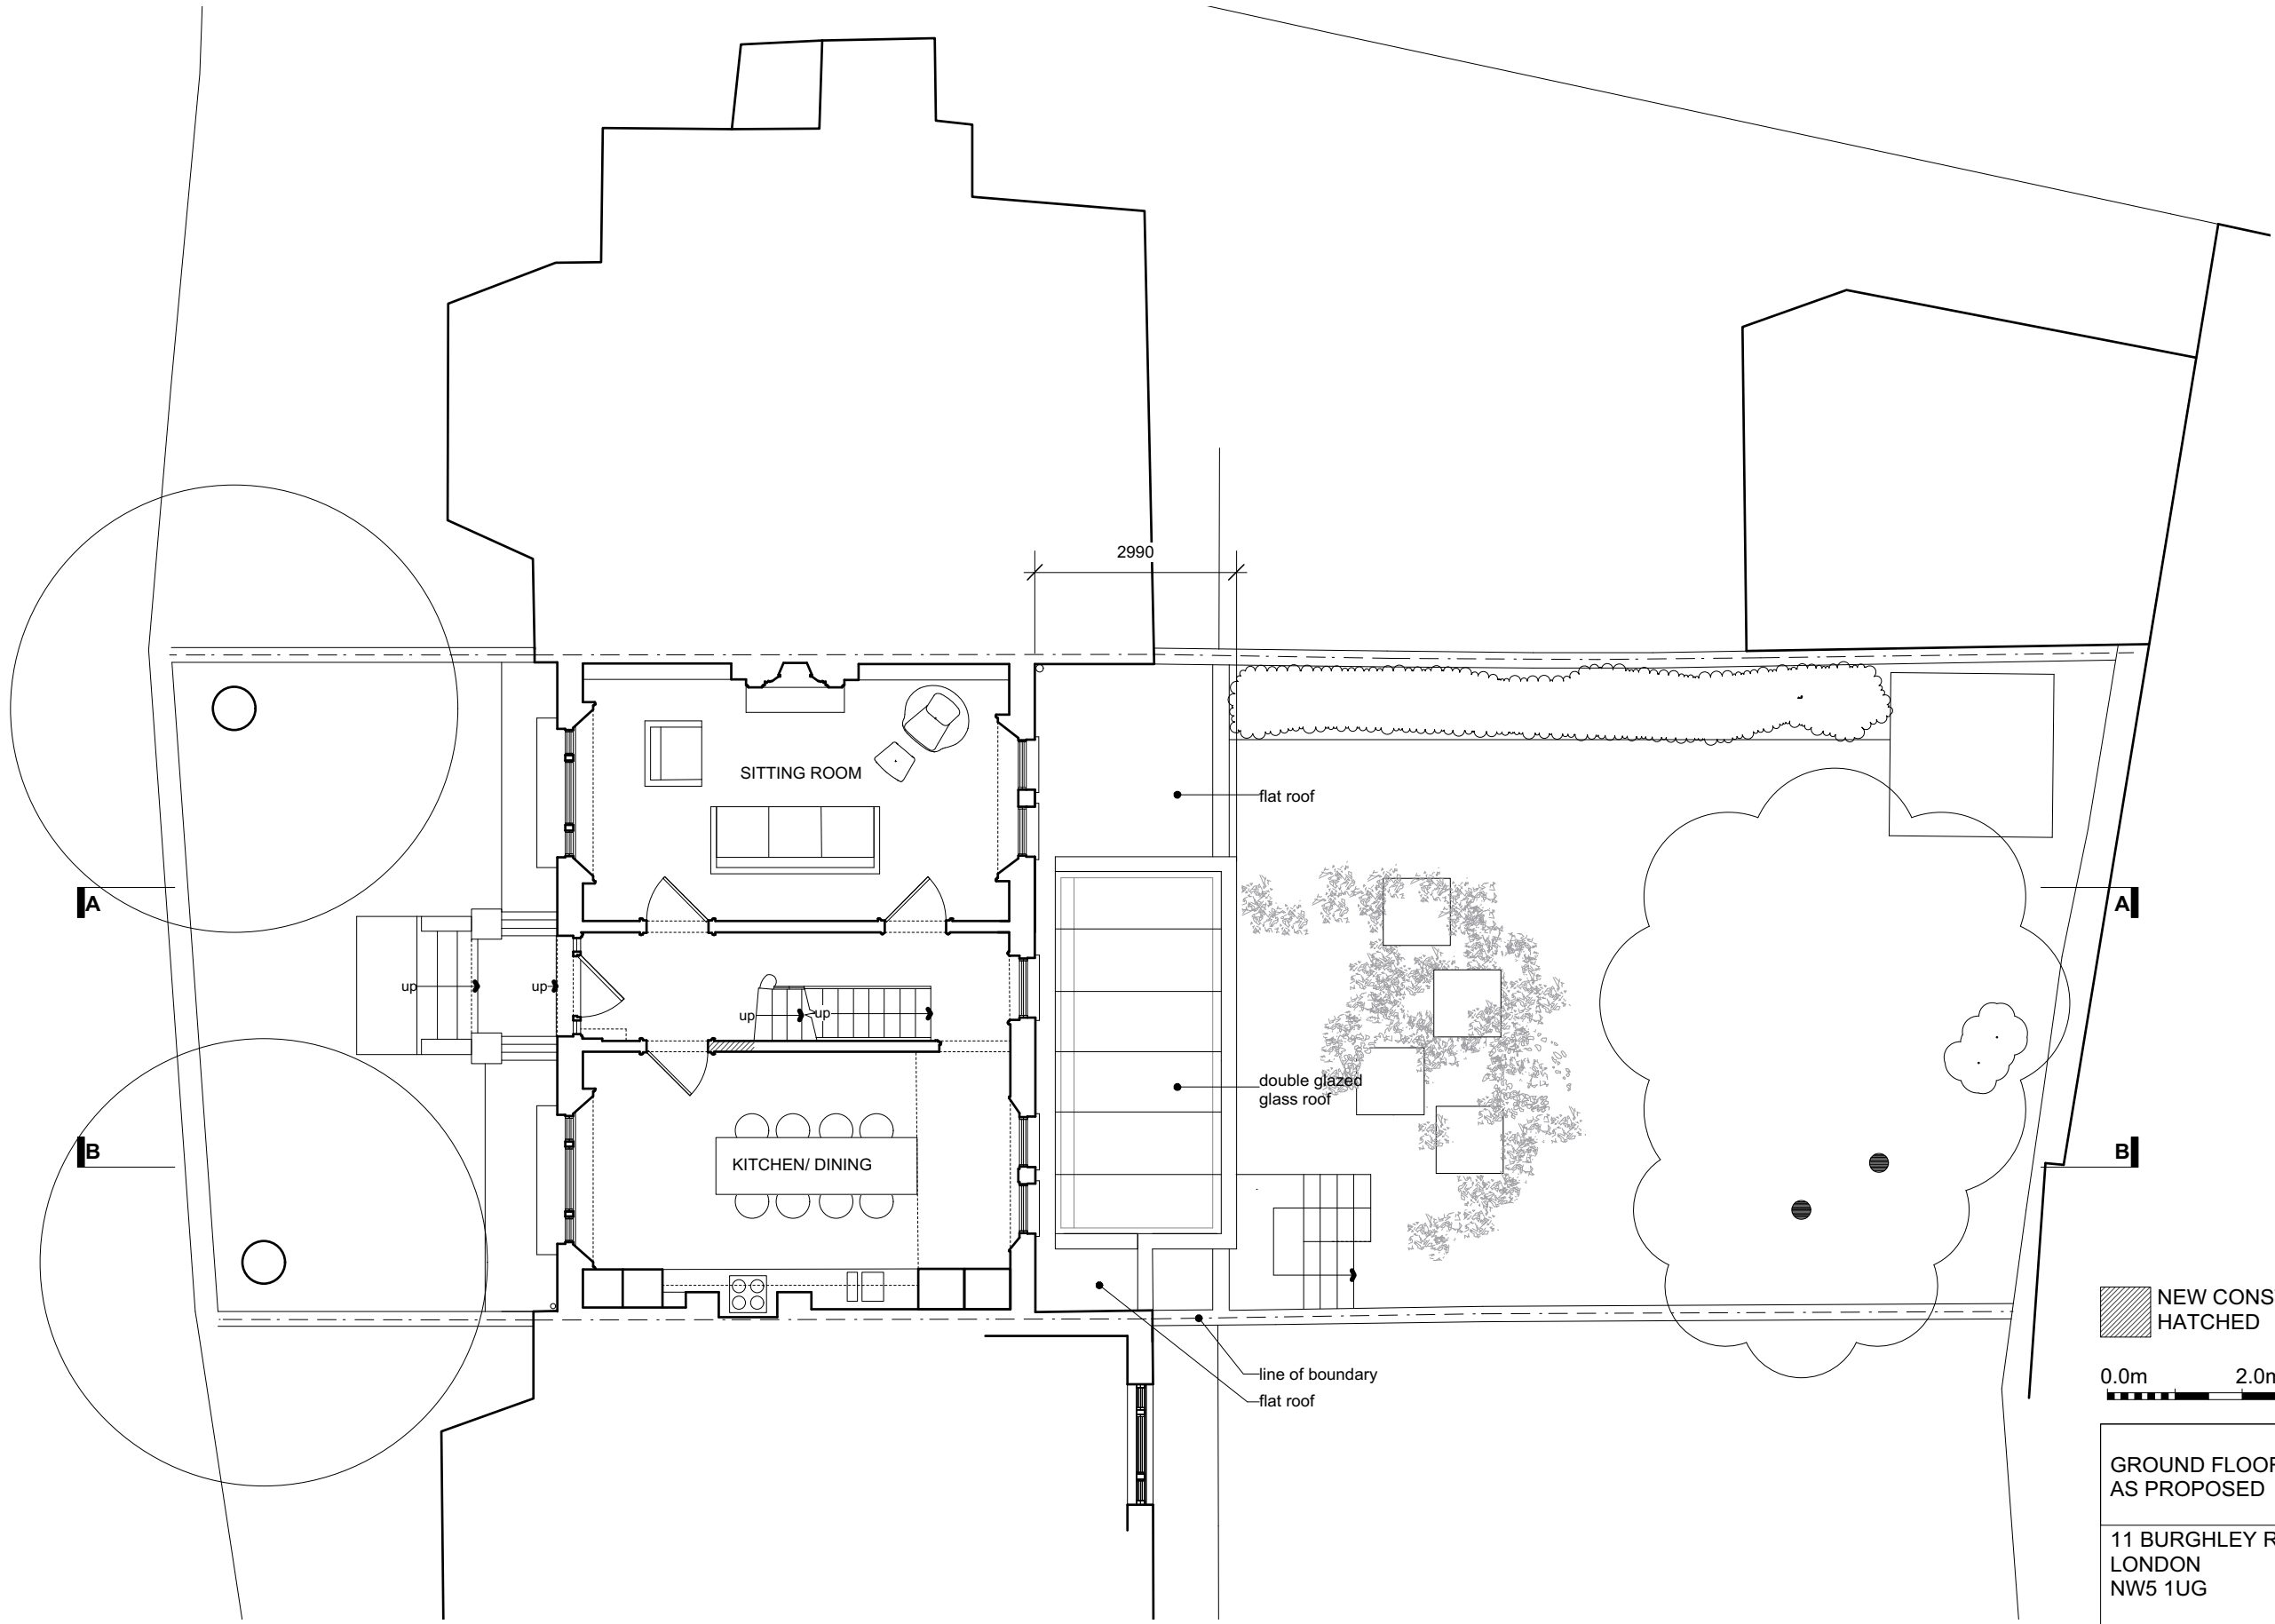 2990
SITTING ROOM
flat roof
A
A
up
up
up
up
double glazed
glass roof
B
KITCHEN/ DINING
B
NEW CONS
HATCHED
line of boundary
0.0m 2.0m
flat roof
GROUND FLOOR
AS PROPOSED
11 BURGHLEY R
LONDON
NW5 1UG